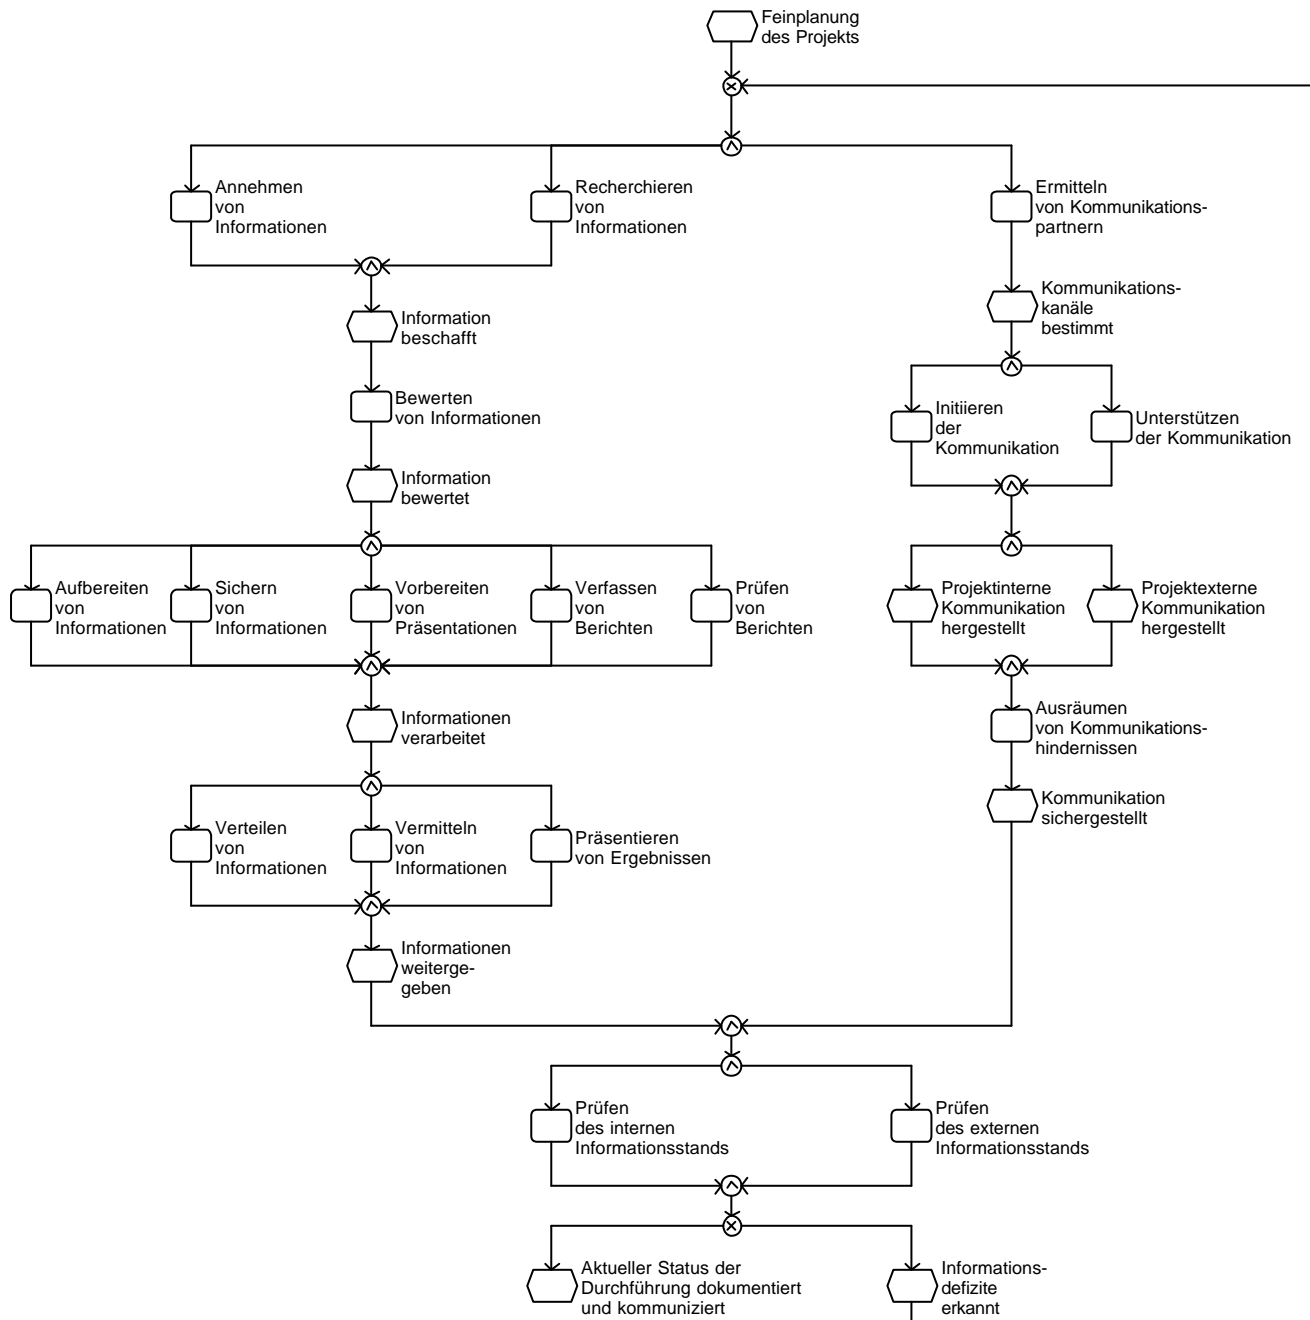 Feinplanung
des Projekts
Annehmen
von
Informationen
Recherchieren
von
Informationen
Ermitteln
von Kommunikations-
partnern
Kommunikations-
kanäle
bestimmt
Information
beschafft
Bewerten
von Informationen
Initiieren
der
Kommunikation
Unterstützen
der Kommunikation
Information
bewertet
Aufbereiten
von
Informationen
Sichern
von
Informationen
Vorbereiten
von
Präsentationen
Verfassen
von
Berichten
Prüfen
von
Berichten
Projektinterne
Kommunikation
hergestellt
Projektexterne
Kommunikation
hergestellt
Informationen
verarbeitet
Ausräumen
von Kommunikations-
hindernissen
Kommunikation
sichergestellt
Verteilen
von
Informationen
Vermitteln
von
Informationen
Präsentieren
von Ergebnissen
Informationen
weiterge-
geben
Prüfen
des internen
Informationsstands
Prüfen
des externen
Informationsstands
Aktueller Status der
Durchführung dokumentiert
und kommuniziert
Informations-
defizite
erkannt